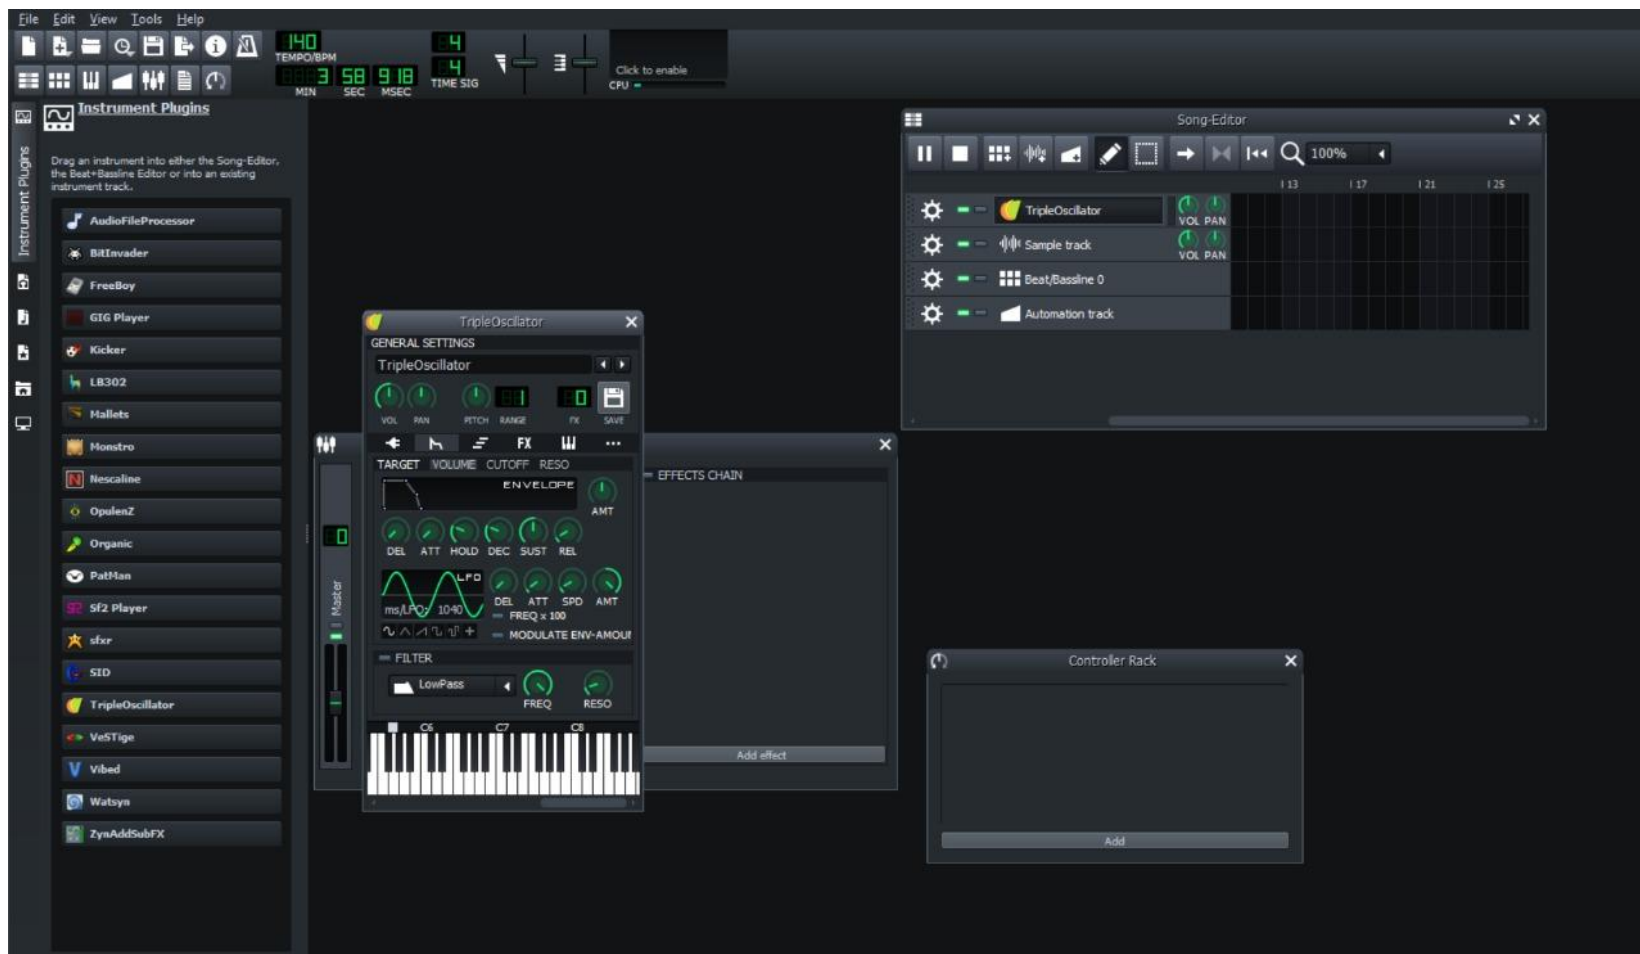 File Edit View Tools Help
140
TEMPO/BPM
4
4
TIME SIG
3 58 918
MIN SEC MSEC
Click to enable
CPU
Instrument Plugins
Instrument Plugins
Drag an instrument into either the Song-Editor,
the Beat+Bassline Editor or into an existing
instrument track.
AudioFileProcessor
BitInvader
FreeBoy
GIG Player
Kicker
LB302
Mallets
Monstro
Nescaline
OpulenZ
Organic
PatMan
Sf2 Player
sfxr
SID
TripleOscillator
VeSTige
Vibed
Watsyn
ZynAddSubFX
TripleOscillator
GENERAL SETTINGS
TripleOscillator
1 0
VOL PAN PITCH RANGE FX SAVE
FX
TARGET VOLUME CUTOFF RESO
ENVELOPE
AMT
DEL ATT HOLD DEC SUST REL
LFO
ms/LFO: 1040
DEL ATT SPD AMT
FREQ x 100
MODULATE ENV-AMOUN
FILTER
LowPass
FREQ RESO
C6 C7 C8
0
Master
EFFECTS CHAIN
Add effect
Song-Editor
100%
13 17 21 25
TripleOscillator
VOL PAN
Sample track
VOL PAN
Beat/Bassline 0
Automation track
Controller Rack
Add